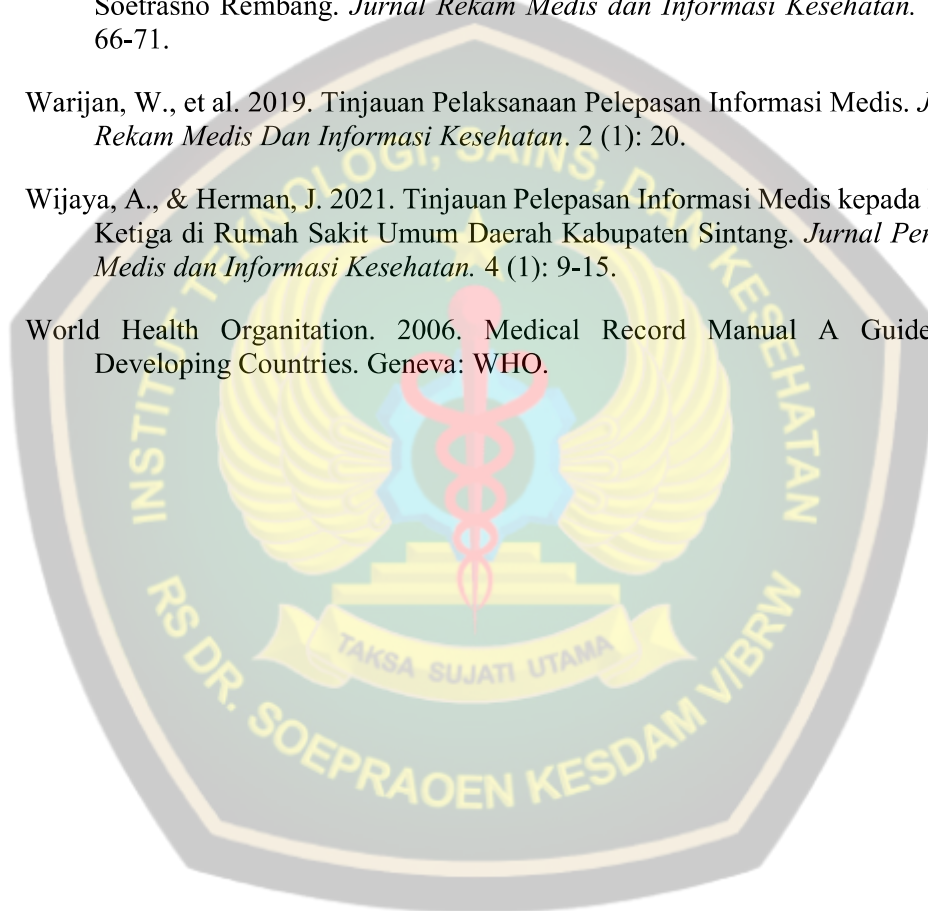 Soetrasno Rembang. Jurnal Rekam Medis dan Informasi Kesehatan.
66-71.
Warijan, W., et al. 2019. Tinjauan Pelaksanaan Pelepasan Informasi Medis.
Rekam Medis Dan Informasi Kesehatan. 2 (1): 20.
Wijaya, A., & Herman, J. 2021. Tinjauan Pelepasan Informasi Medis kepada
Ketiga di Rumah Sakit Umum Daerah Kabupaten Sintang. Jurnal
Medis dan Informasi Kesehatan. 4 (1): 9-15.
World Health Organitation. 2006. Medical Record Manual A Guide
Developing Countries. Geneva: WHO.
INSTITUT TEKNOLOGI, SAINS, DAN KESEHATAN
TAKSA SUJATI UTAMA
RS DR. SOEPRAOEN KESDAM V/BRW